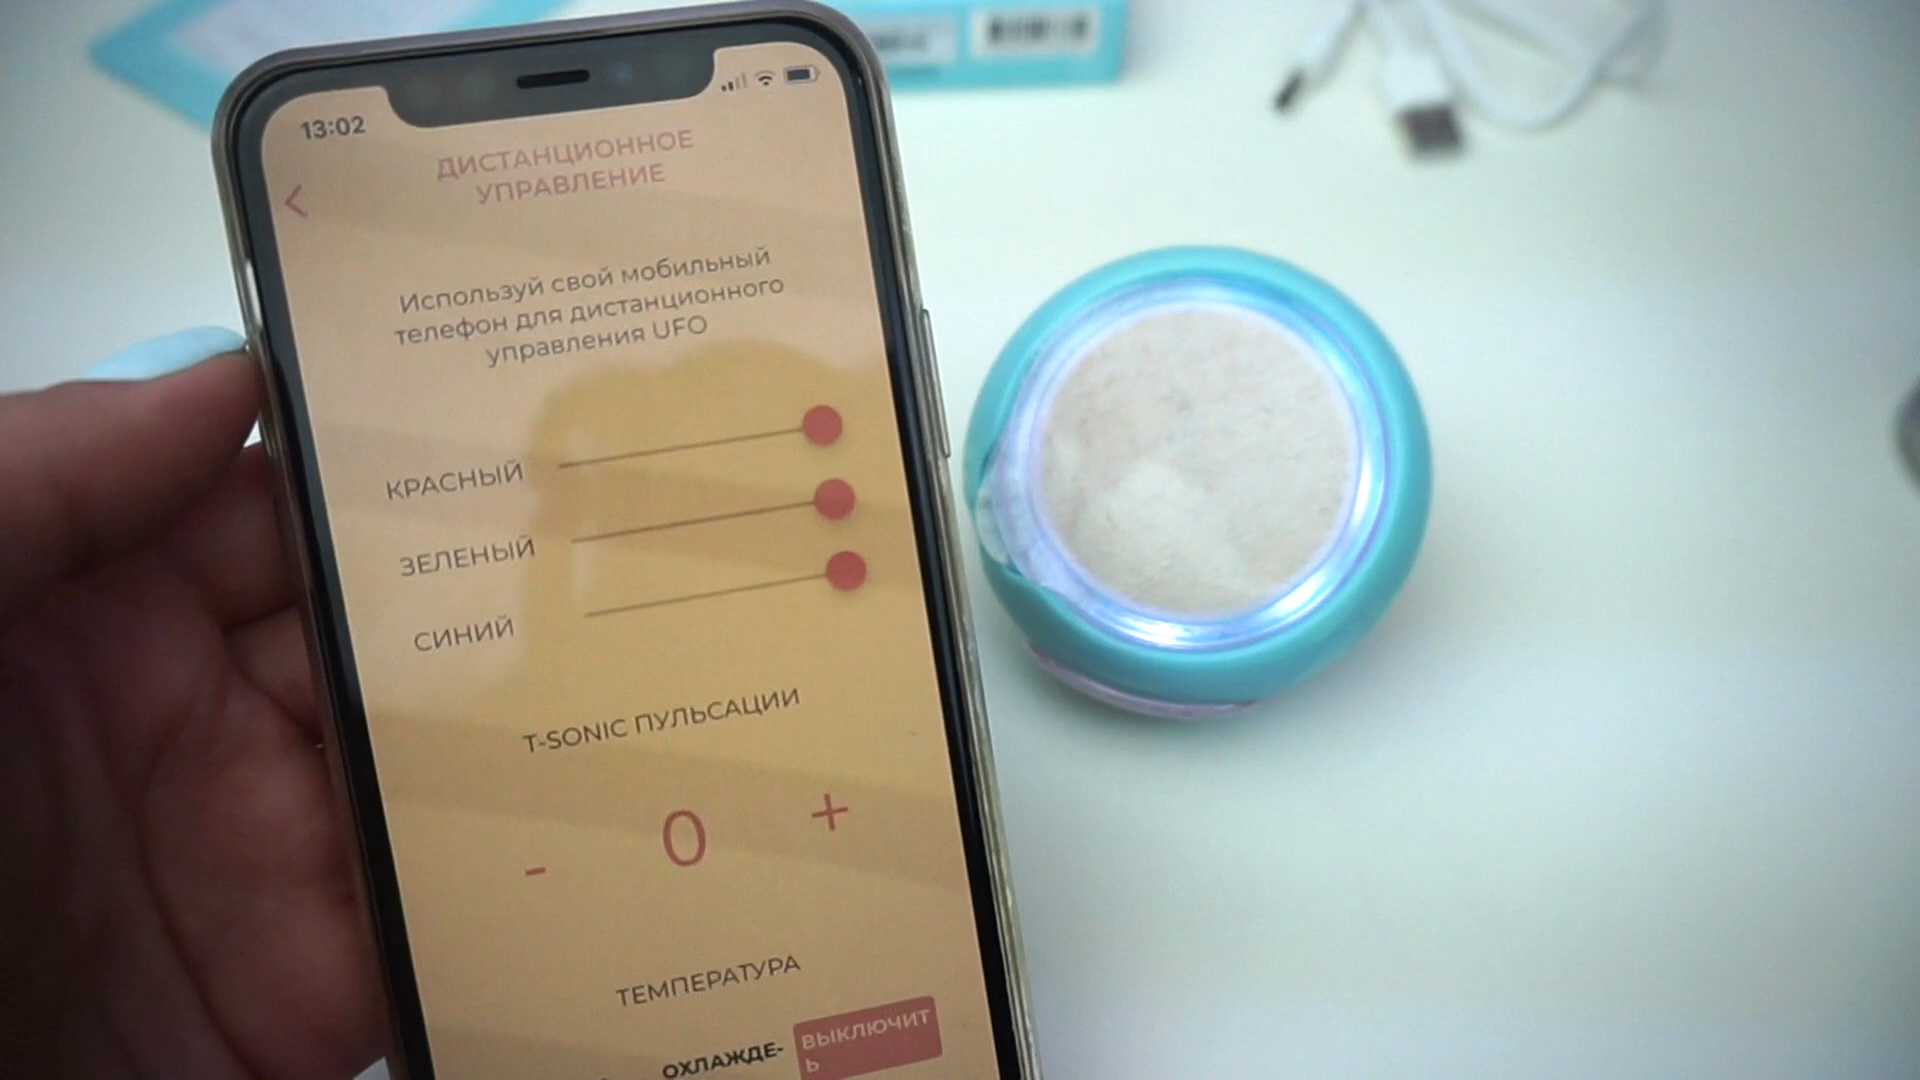 13:02
ДИСТАНЦИОННОЕ
УПРАВЛЕНИЕ
Используй свой мобильный
телефон для дистанционного
управления UFO
КРАСНЫЙ
ЗЕЛЕНЫЙ
СИНИЙ
T-SONIC ПУЛЬСАЦИИ
- 0 +
ТЕМПЕРАТУРА
ОХЛАЖДЕ-
ВЫКЛЮЧИТ
Ь